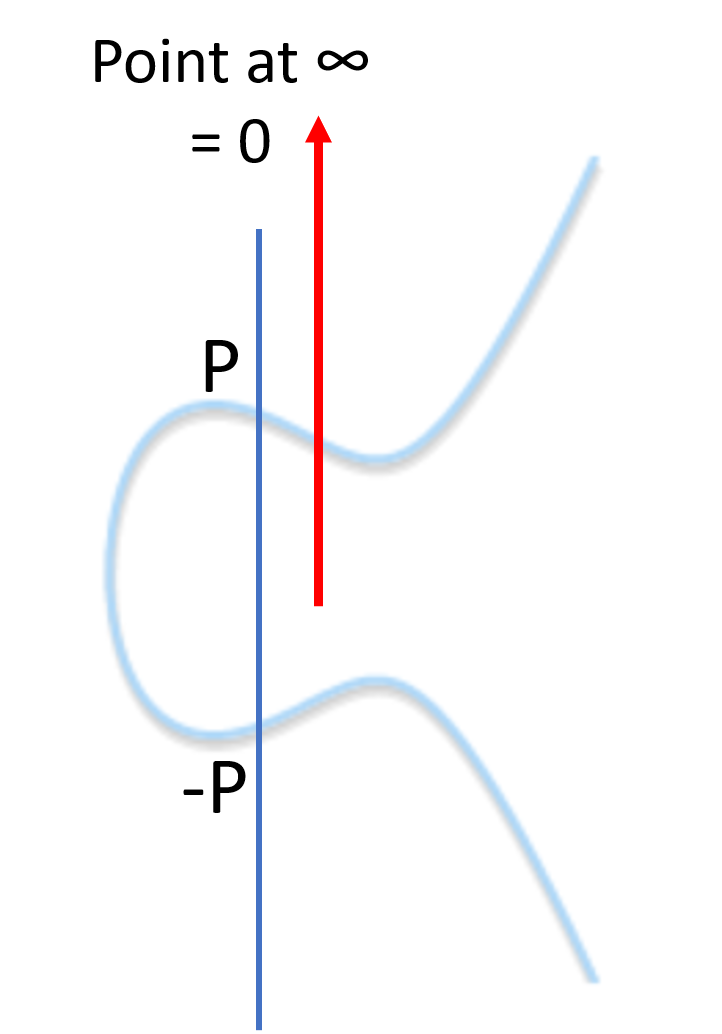 Point at ∞
= 0
P
-P